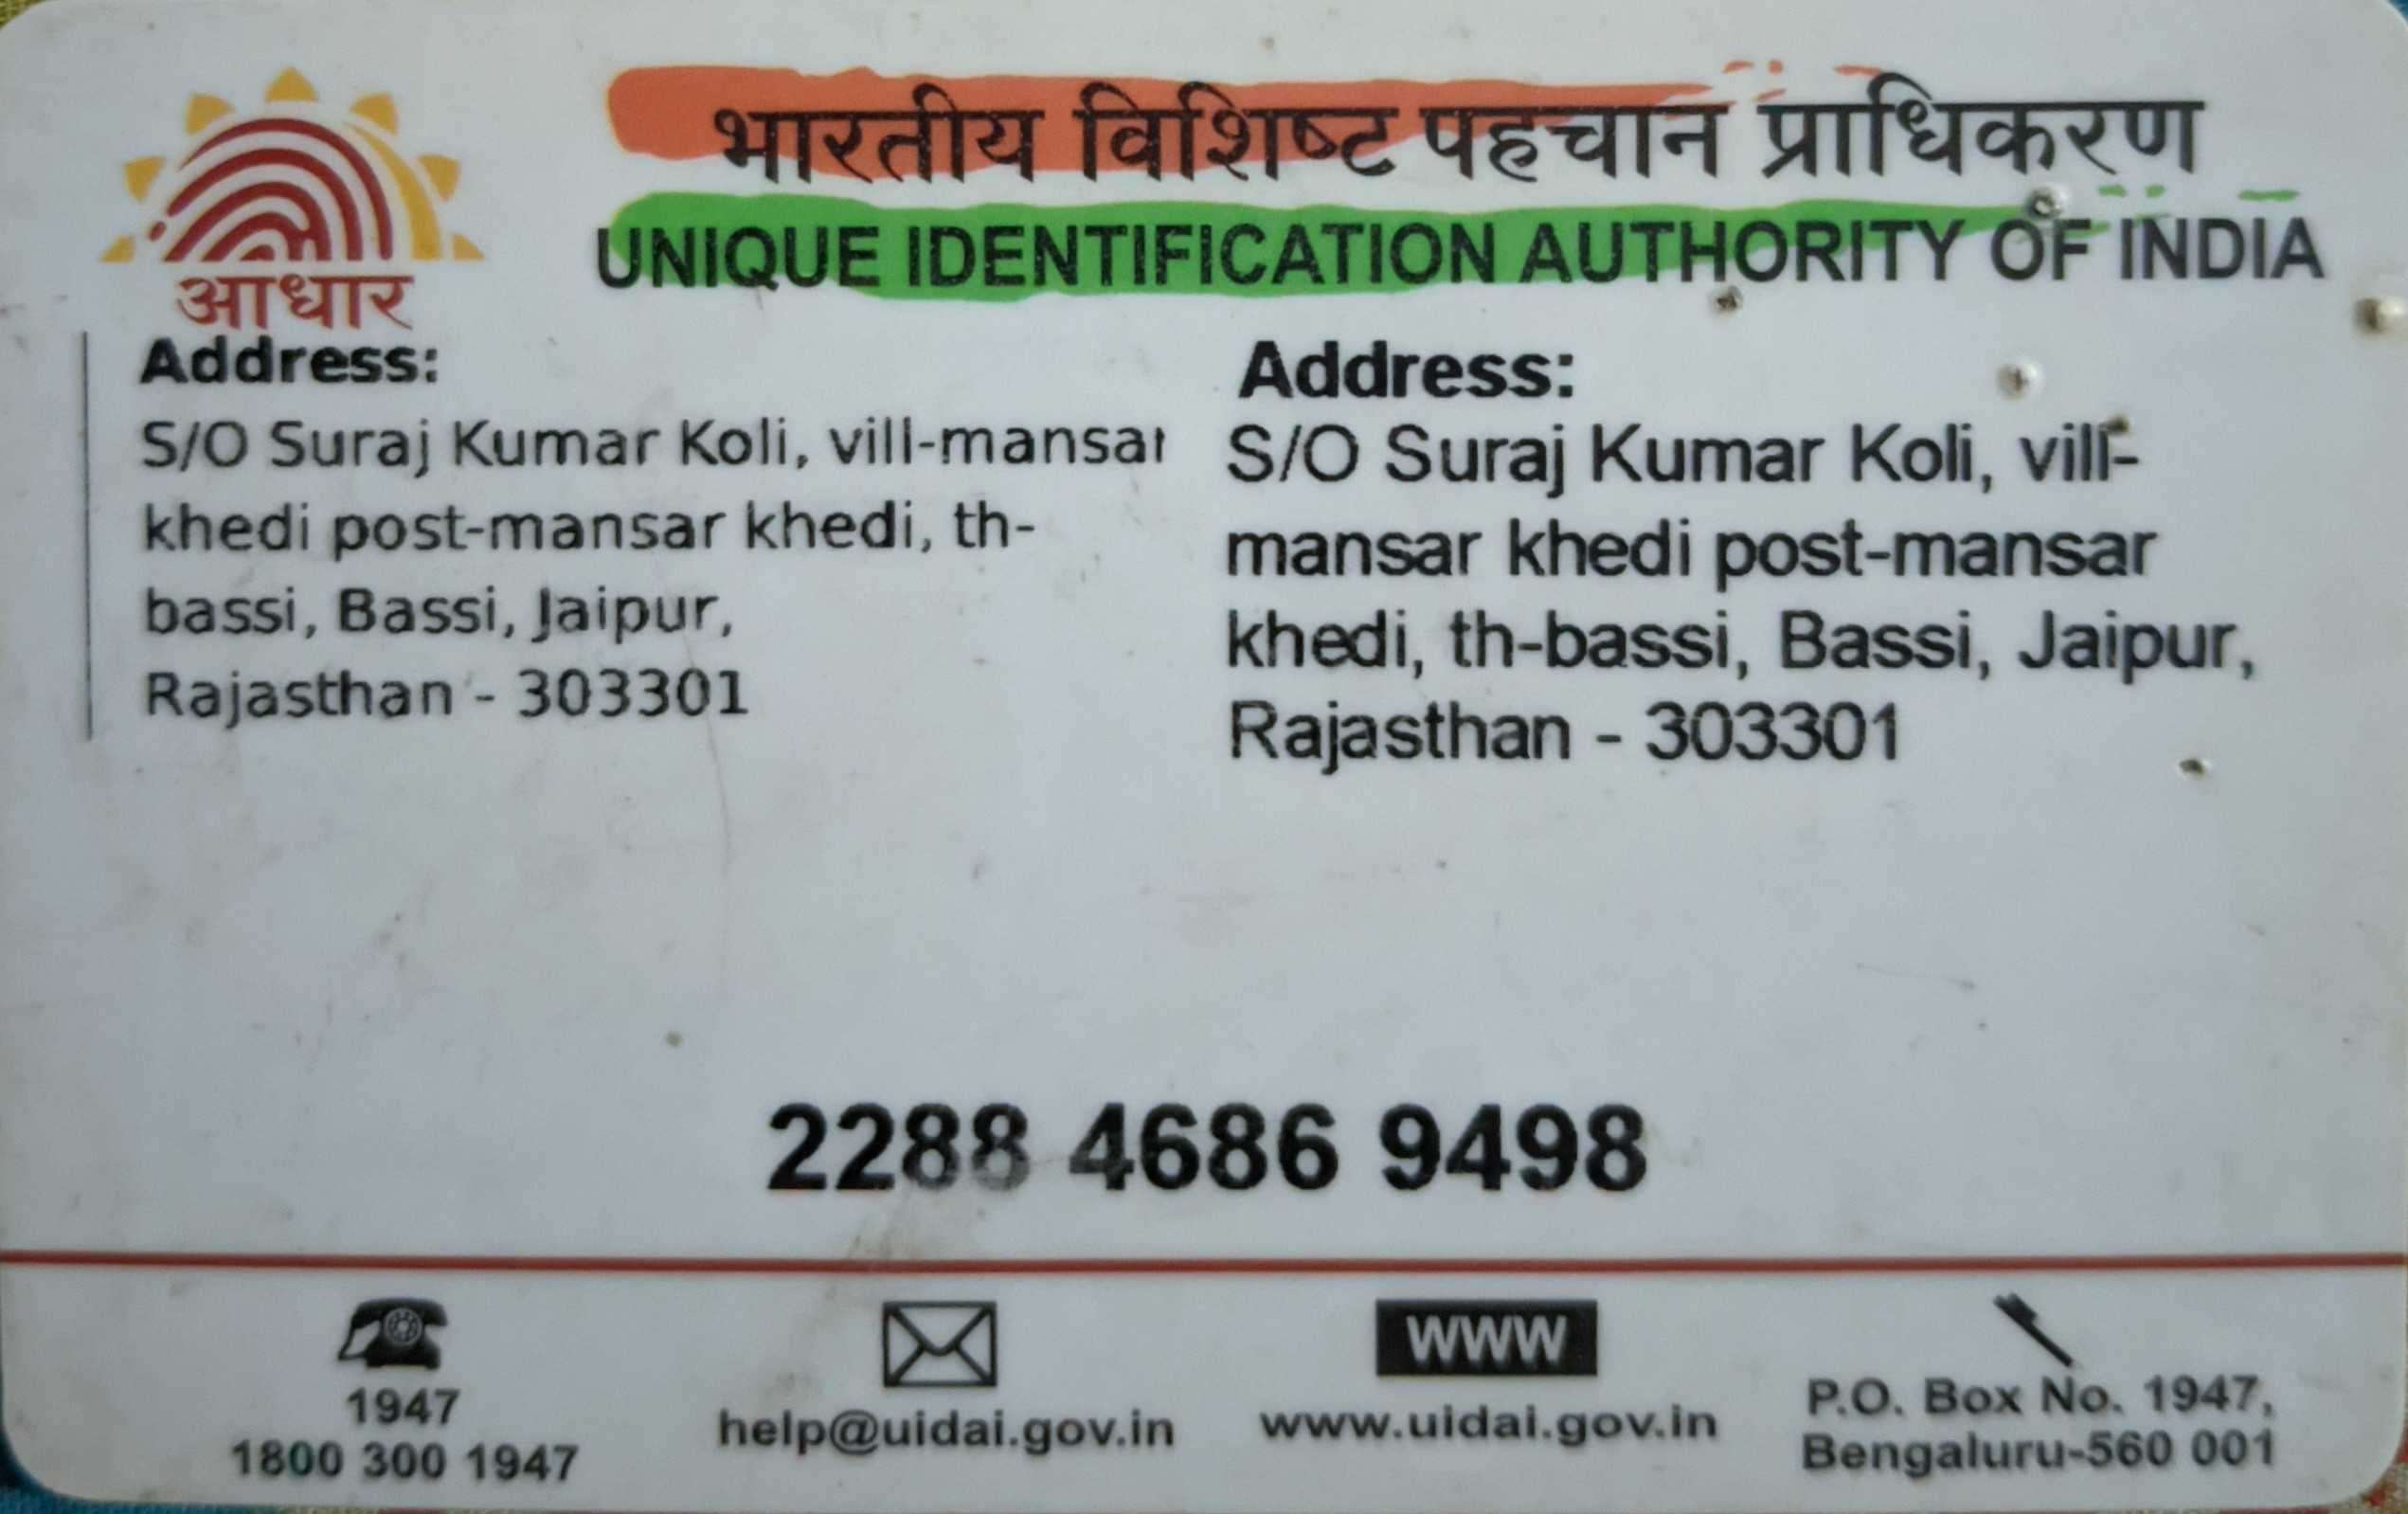 भारतीय विशिष्ट पहचान प्राधिकरण
UNIQUE IDENTIFICATION AUTHORITY OF INDIA
आधार
Address:
S/O Suraj Kumar Koli, vill-mansar
khedi post-mansar khedi, th-
bassi, Bassi, Jaipur,
Rajasthan - 303301
Address:
S/O Suraj Kumar Koli, vill-
mansar khedi post-mansar
khedi, th-bassi, Bassi, Jaipur,
Rajasthan - 303301
2288 4686 9498
1947
1800 300 1947
help@uidai.gov.in
WWW
www.uidai.gov.in
P.O. Box No. 1947,
Bengaluru-560 001